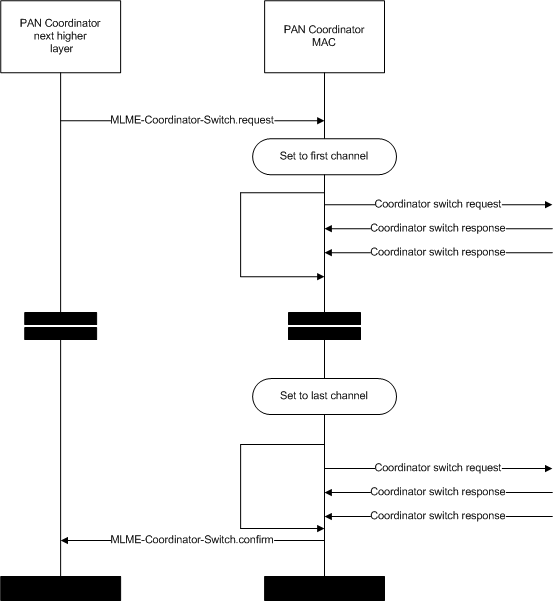 PAN Coordinator
next higher
layer
PAN Coordinator
MAC
MLME-Coordinator-Switch.request
Set to first channel
Coordinator switch request
Coordinator switch response
Coordinator switch response
Set to last channel
Coordinator switch request
Coordinator switch response
Coordinator switch response
MLME-Coordinator-Switch.confirm